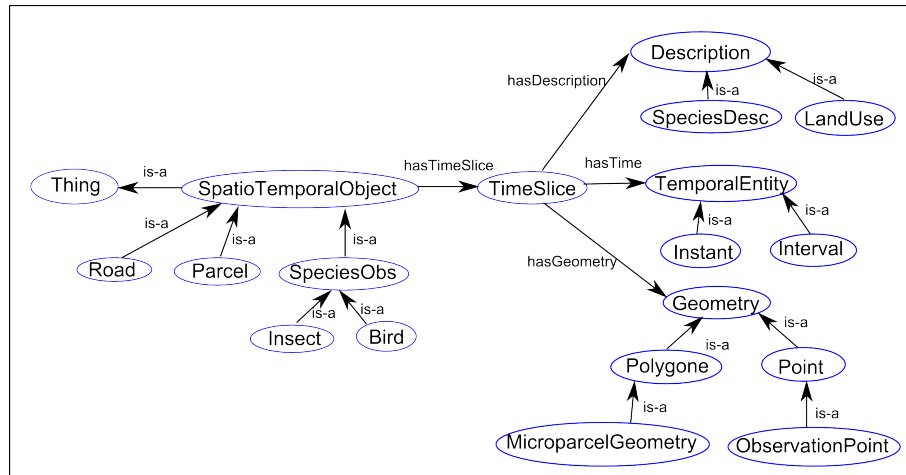 Description
hasDescription
is-a
is-a
SpeciesDesc
LandUse
is-a
hasTimeSlice
hasTime
Thing
SpatioTemporalObject
TimeSlice
TemporalEntity
is-a
is-a
is-a
is-a
is-a
Road
Parcel
SpeciesObs
hasGeometry
Instant
Interval
is-a
is-a
Geometry
Insect
Bird
is-a
is-a
Polygone
Point
is-a
is-a
MicroparcelGeometry
ObservationPoint